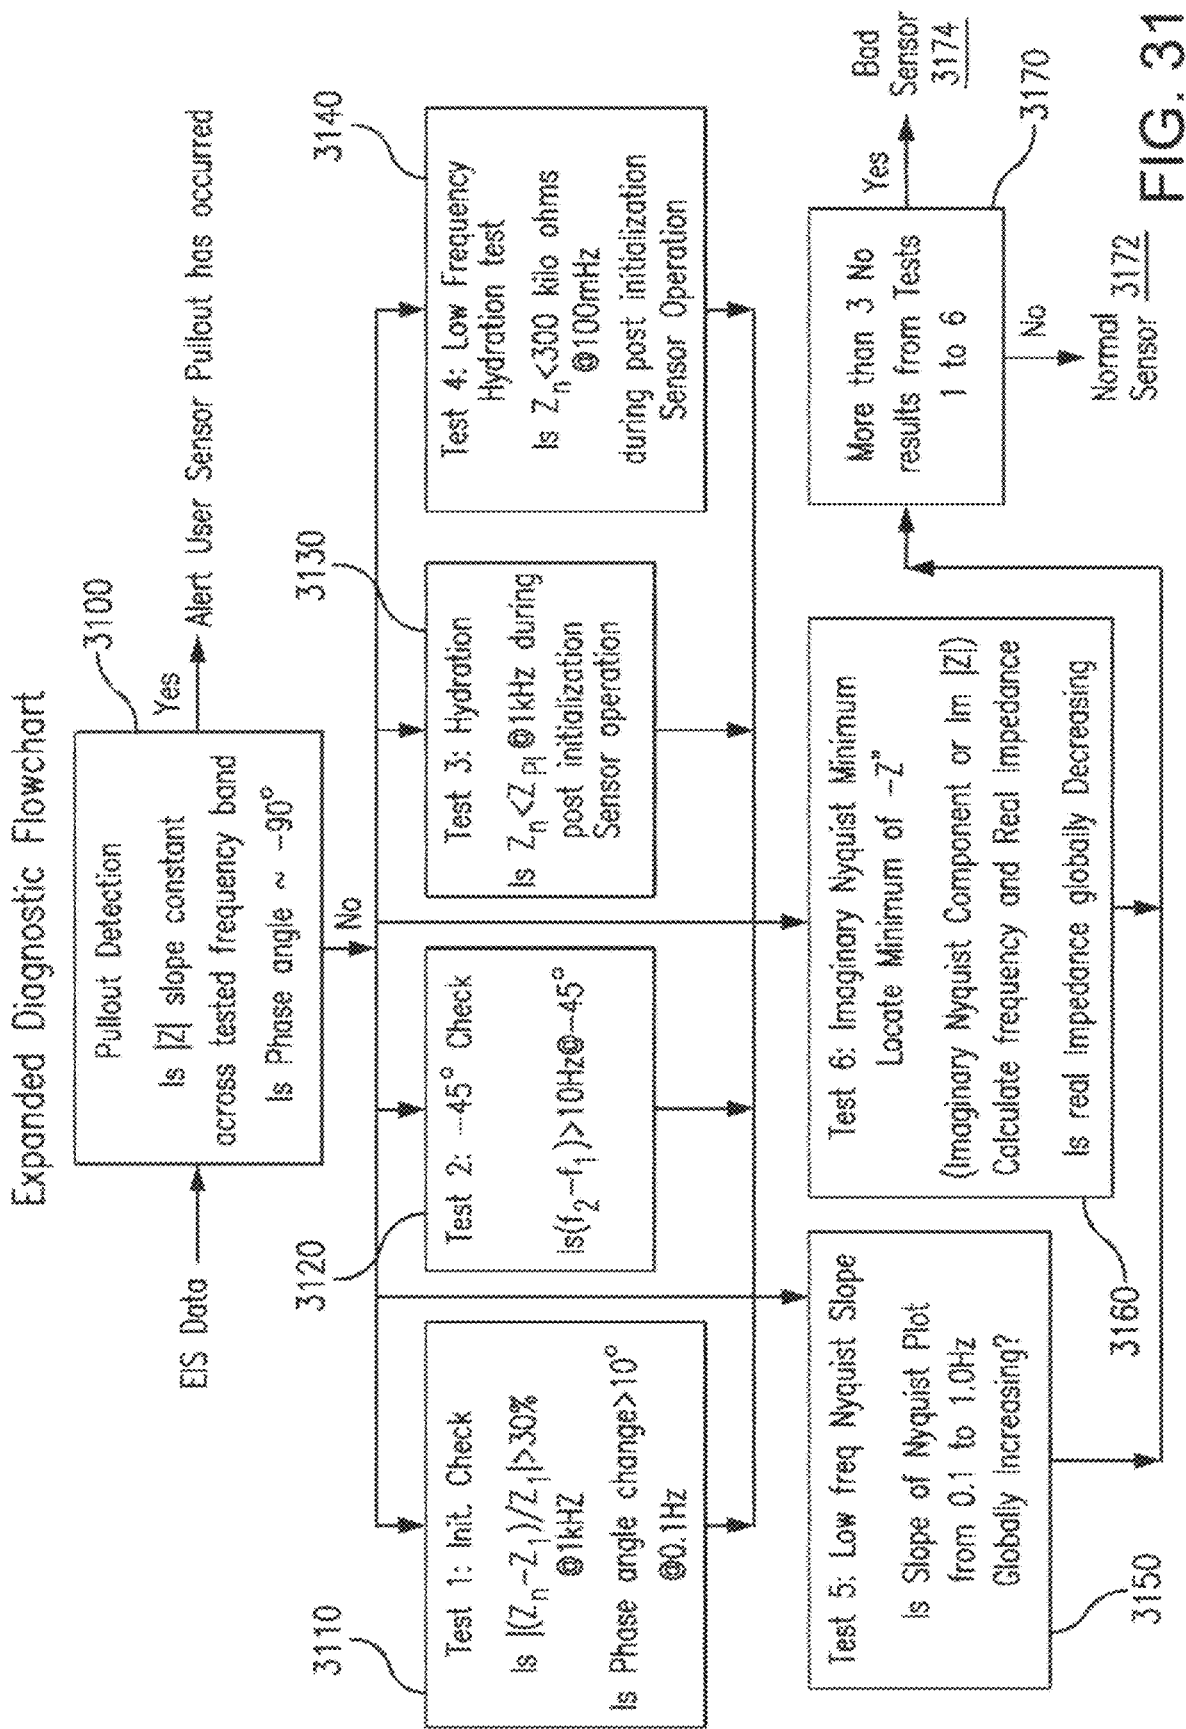 Expanded Diagnostic Flowchart
EIS Data
3100
Pullout Detection
Is |Z| slope constant
across tested frequency band
Is Phase angle ~ -90°
Yes
Alert User Sensor Pullout has occurred
No
3110
Test 1: Init. Check
Is |(Zn-Z1)/Z1|>30%
@1kHZ
Is Phase angle change>10°
@0.1Hz
3120
Test 2: -45° Check
is(f2-f1)>10Hz@-45°
3130
Test 3: Hydration
Is Zn<Zpi@1kHz during
post initialization
Sensor operation
3140
Test 4: Low Frequency
Hydration test
Is Zn<300 kilo ohms
@100mHz
during post initialization
Sensor Operation
Test 5: Low freq Nyquist Slope
Is Slope of Nyquist Plot
from 0.1 to 1.0Hz
Globally Increasing?
3150
Test 6: Imaginary Nyquist Minimum
Locate Minimum of -Z"
(Imaginary Nyquist Component or Im |Z|)
Calculate frequency and Real Impedance
Is real Impedance globally Decreasing
3160
More than 3 No
results from Tests
1 to 6
3170
Yes
Bad
Sensor
3174
No
Normal
Sensor 3172
FIG. 31